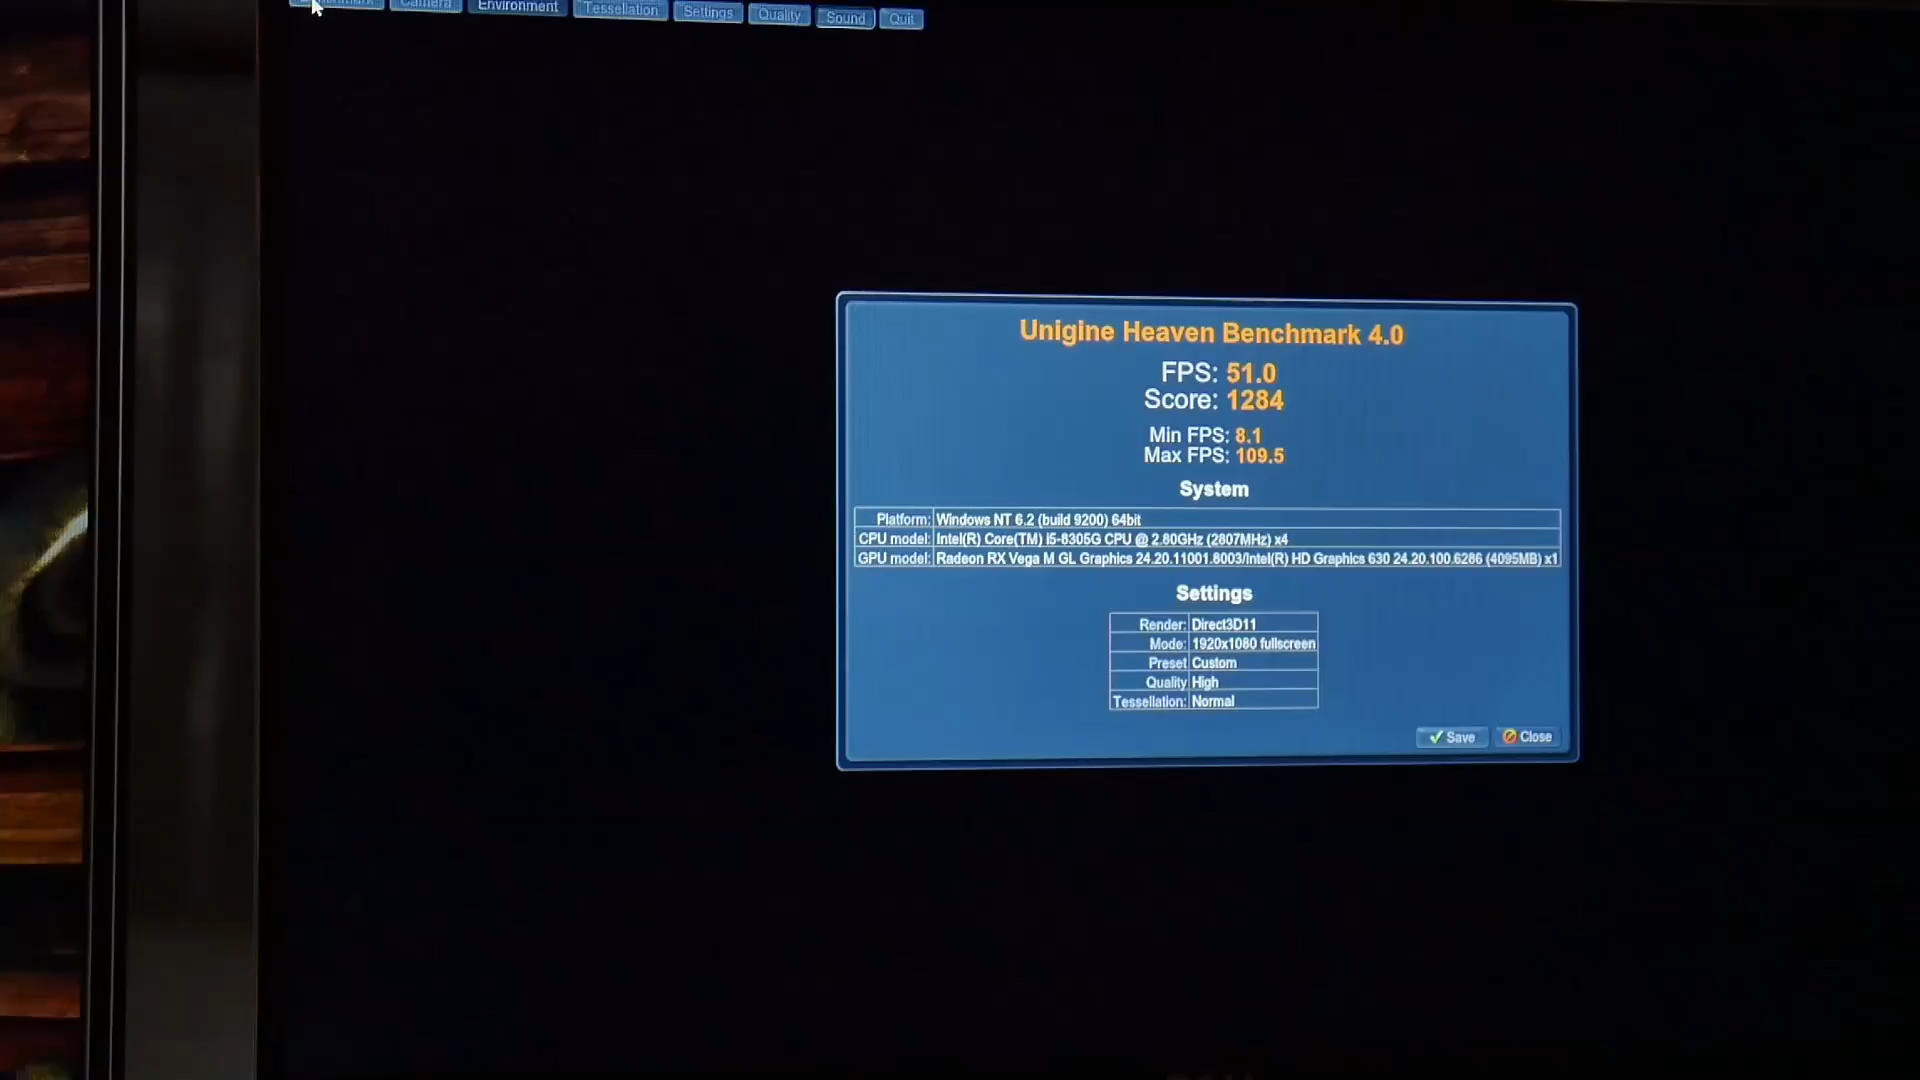 Camera Environment Tessellation Settings Quality Sound Quit
Unigine Heaven Benchmark 4.0
FPS: 51.0
Score: 1284
Min FPS: 8.1
Max FPS: 109.5
System
Platform: Windows NT 6.2 (build 9200) 64bit
CPU model: Intel(R) Core(TM) i5-8305G CPU @ 2.80GHz (2807MHz) x4
GPU model: Radeon RX Vega M GL Graphics 24.20.11001.8003/Intel(R) HD Graphics 630 24.20.100.6286 (4095MB) x1
Settings
Render: Direct3D11
Mode: 1920x1080 fullscreen
Preset Custom
Quality High
Tessellation: Normal
Save Close